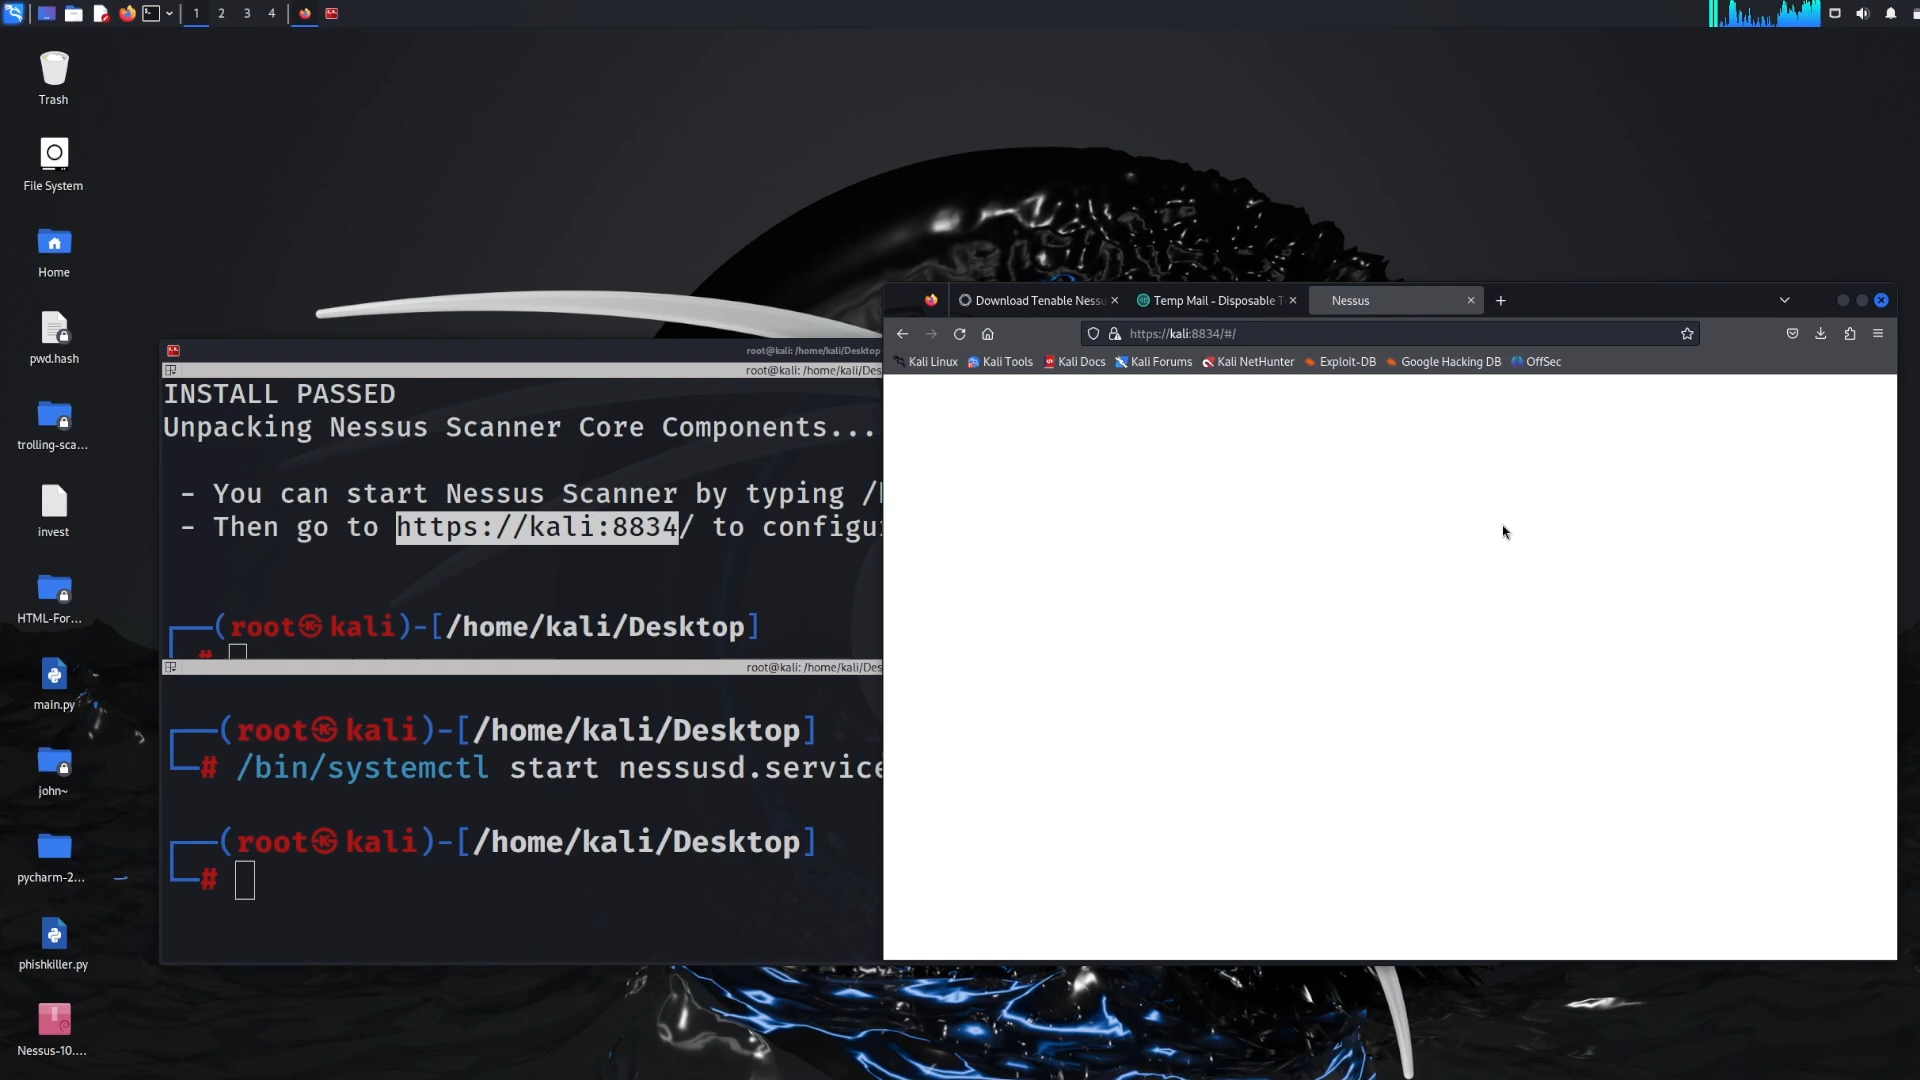 1 2 3 4
Trash
File System
Home
pwd.hash
trolling-sca...
invest
HTML-For...
main.py
john~
pycharm-2...
phishkiller.py
Nessus-10....
root@kali: /home/kali/Desktop
root@kali: /home/kali/Des
INSTALL PASSED
Unpacking Nessus Scanner Core Components...
- You can start Nessus Scanner by typing /
- Then go to https://kali:8834/ to configu
(root㉿kali)-[/home/kali/Desktop]
#
root@kali: /home/kali/Des
(root㉿kali)-[/home/kali/Desktop]
# /bin/systemctl start nessusd.service
(root㉿kali)-[/home/kali/Desktop]
#
Download Tenable Nessu
Temp Mail - Disposable T
Nessus
https://kali:8834/#/
Kali Linux Kali Tools Kali Docs Kali Forums Kali NetHunter Exploit-DB Google Hacking DB OffSec